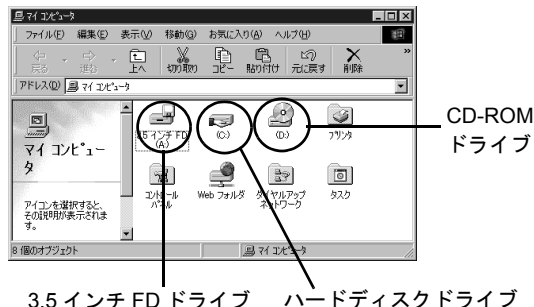 マイ コンピュータ
ファイル(F) 編集(E) 表示(V) 移動(G) お気に入り(A) ヘルプ(H)
戻る 進む 上へ 切り取り コピー 貼り付け 元に戻す 削除 »
アドレス(D) マイ コンピュータ
マイ コンピュー
タ
アイコンを選択すると、
その説明が表示されま
す。
3.5 インチ FD
(A:)
(C:)
(D:)
プリンタ
コントロール
パネル
Web フォルダ
ダイヤルアップ
ネットワーク
タスク
8 個のオブジェクト
マイ コンピュータ
CD-ROM
ドライブ
3.5 インチ FD ドライブ
ハードディスクドライブ